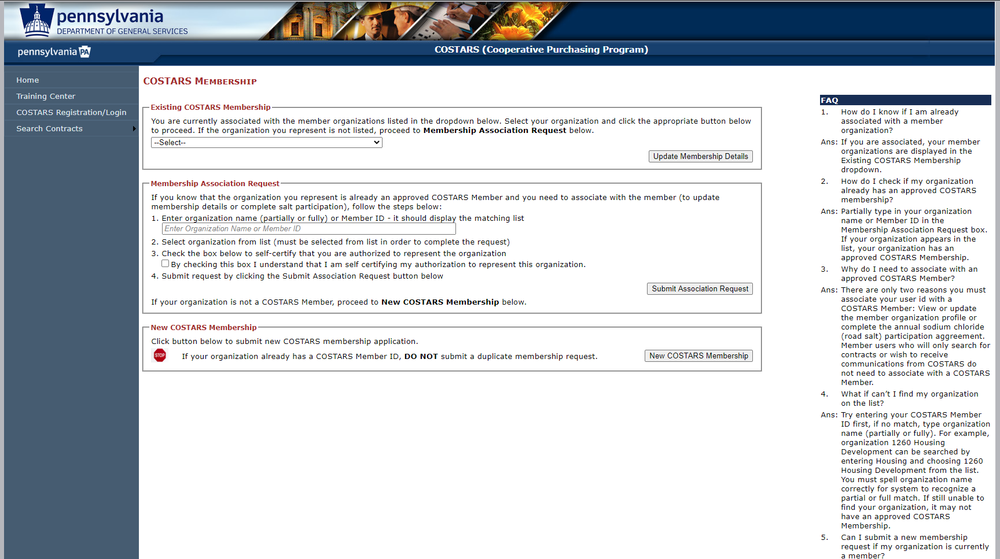 pennsylvania
DEPARTMENT OF GENERAL SERVICES
pennsylvania PA
COSTARS (Cooperative Purchasing Program)
Home
Training Center
COSTARS Registration/Login
Search Contracts
COSTARS Membership
Existing COSTARS Membership
You are currently associated with the member organizations listed in the dropdown below. Select your organization and click the appropriate button below
to proceed. If the organization you represent is not listed, proceed to Membership Association Request below.
--Select--
Update Membership Details
Membership Association Request
If you know that the organization you represent is already an approved COSTARS Member and you need to associate with the member (to update
membership details or complete salt participation), follow the steps below:
1. Enter organization name (partially or fully) or Member ID - it should display the matching list
Enter Organization Name or Member ID
2. Select organization from list (must be selected from list in order to complete the request)
3. Check the box below to self-certify that you are authorized to represent the organization
By checking this box I understand that I am self certifying my authorization to represent this organization.
4. Submit request by clicking the Submit Association Request button below
Submit Association Request
If your organization is not a COSTARS Member, proceed to New COSTARS Membership below.
New COSTARS Membership
Click button below to submit new COSTARS membership application.
STOP
If your organization already has a COSTARS Member ID, DO NOT submit a duplicate membership request.
New COSTARS Membership
FAQ
1. How do I know if I am already
associated with a member
organization?
Ans: If you are associated, your member
organizations are displayed in the
Existing COSTARS Membership
dropdown.
2. How do I check if my organization
already has an approved COSTARS
membership?
Ans: Partially type in your organization
name or Member ID in the
Membership Association Request box.
If your organization appears in the
list, your organization has an
approved COSTARS Membership.
3. Why do I need to associate with an
approved COSTARS Member?
Ans: There are only two reasons you must
associate your user id with a
COSTARS Member: View or update
the member organization profile or
complete the annual sodium chloride
(road salt) participation aggreement.
Member users who will only search for
contracts or wish to receive
communications from COSTARS do
not need to associate with a COSTARS
Member.
4. What if can't I find my organization
on the list?
Ans: Try entering your COSTARS Member
ID first, if no match, type organization
name (partially or fully). For example,
organization 1260 Housing
Development can be searched by
entering Housing and choosing 1260
Housing Development from the list.
You must spell organization name
correctly for system to recognize a
partial or full match. If still unable to
find your organization, it may not
have an approved COSTARS
Membership.
5. Can I submit a new membership
request if my organization is currently
a member?